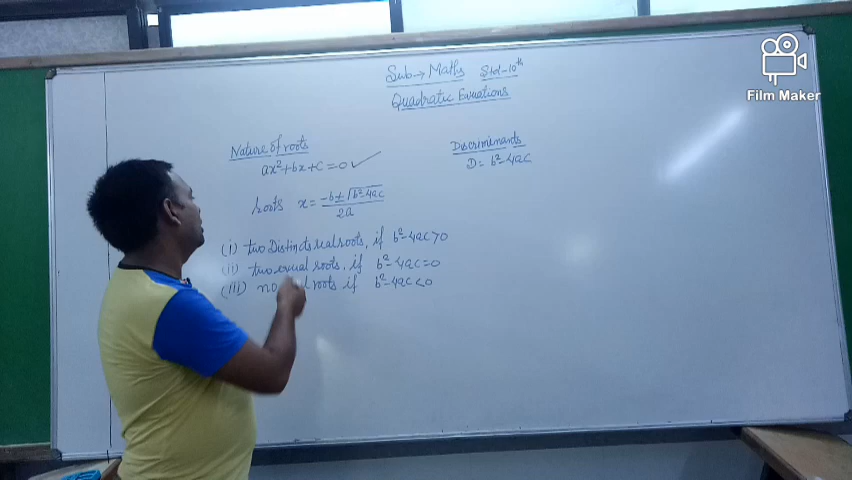 Sub→ Maths Std-10th
Quadratic Equations
Nature of roots
ax²+bx+c=0 ✓
Discriminants
D= b²-4ac
roots x = -b±√b²-4ac / 2a
(i) two Distincts real roots, if b²-4ac>0
(ii) two equal roots, if b²-4ac=0
(iii) no roots if b²-4ac<0
Film Maker